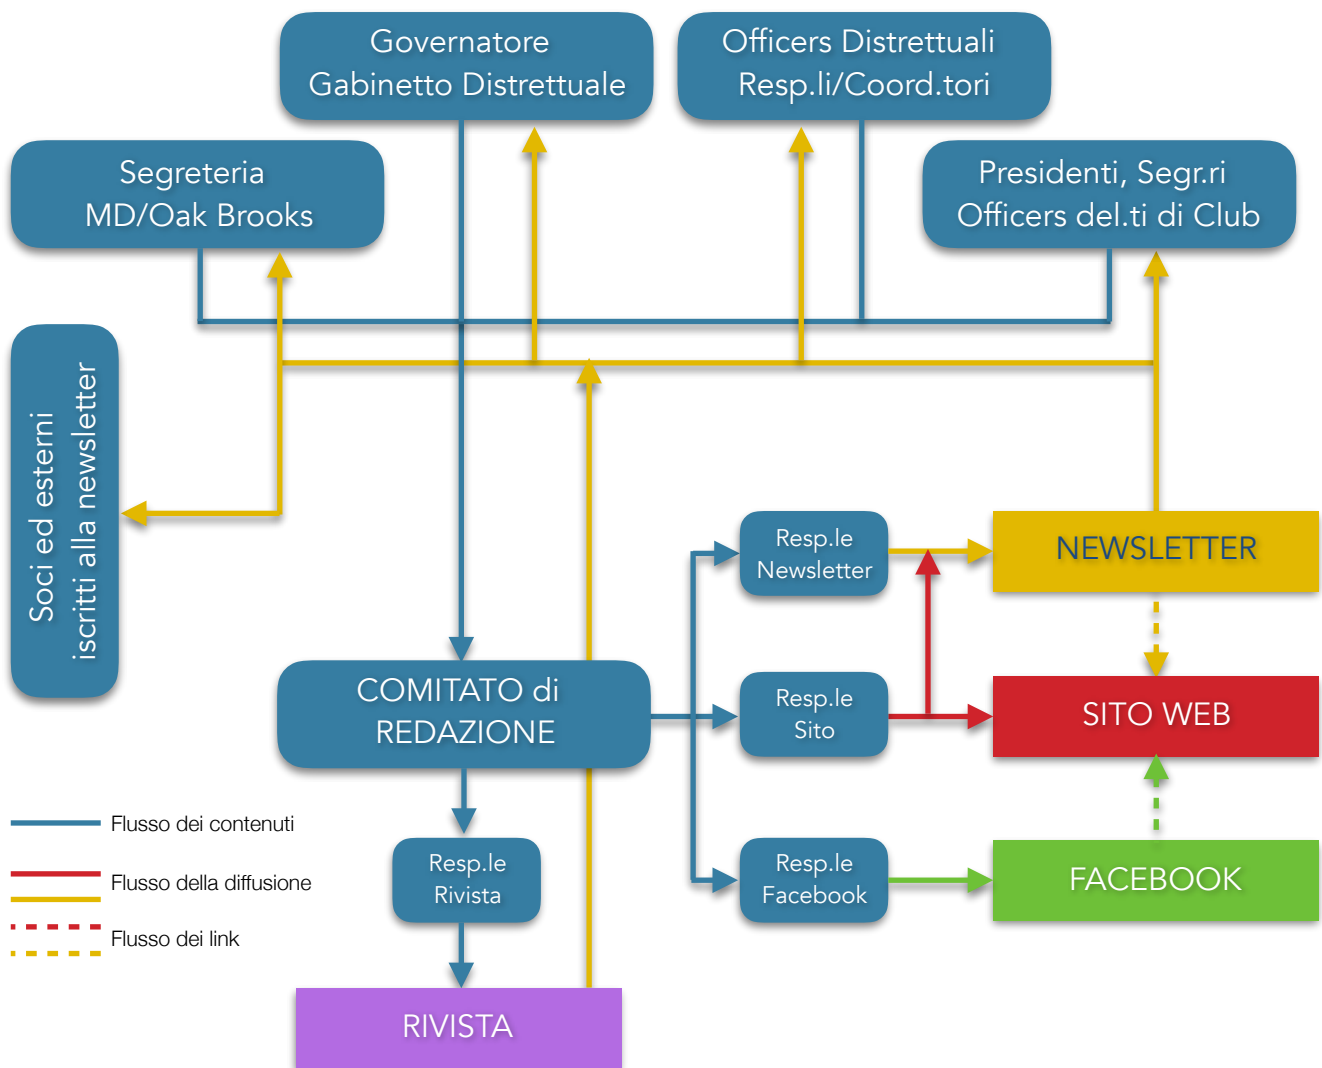 Governatore
Gabinetto Distrettuale
Officers Distrettuali
Resp.li/Coord.tori
Segreteria
MD/Oak Brooks
Presidenti, Segr.ri
Officers del.ti di Club
Soci ed esterni
iscritti alla newsletter
Resp.le
Newsletter
NEWSLETTER
COMITATO di
REDAZIONE
Resp.le
Sito
SITO WEB
Flusso dei contenuti
Flusso della diffusione
Flusso dei link
Resp.le
Rivista
Resp.le
Facebook
FACEBOOK
RIVISTA